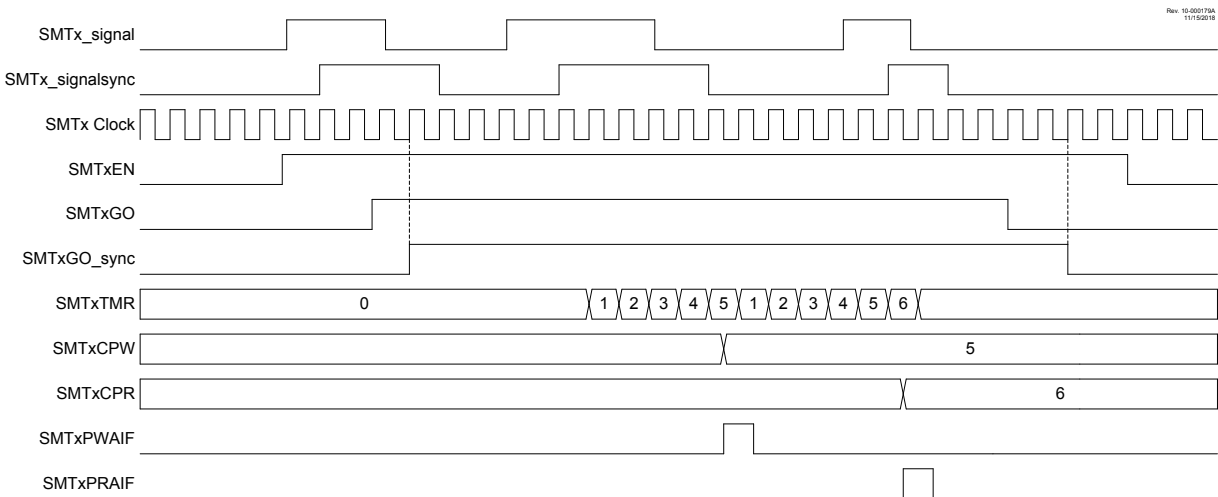 Rev. 10-000179A
11/15/2018
SMTx_signal
SMTx_signalsync
SMTx Clock
SMTxEN
SMTxGO
SMTxGO_sync
SMTxTMR 0 1 2 3 4 5 1 2 3 4 5 6
SMTxCPW 5
SMTxCPR 6
SMTxPWAIF
SMTxPRAIF